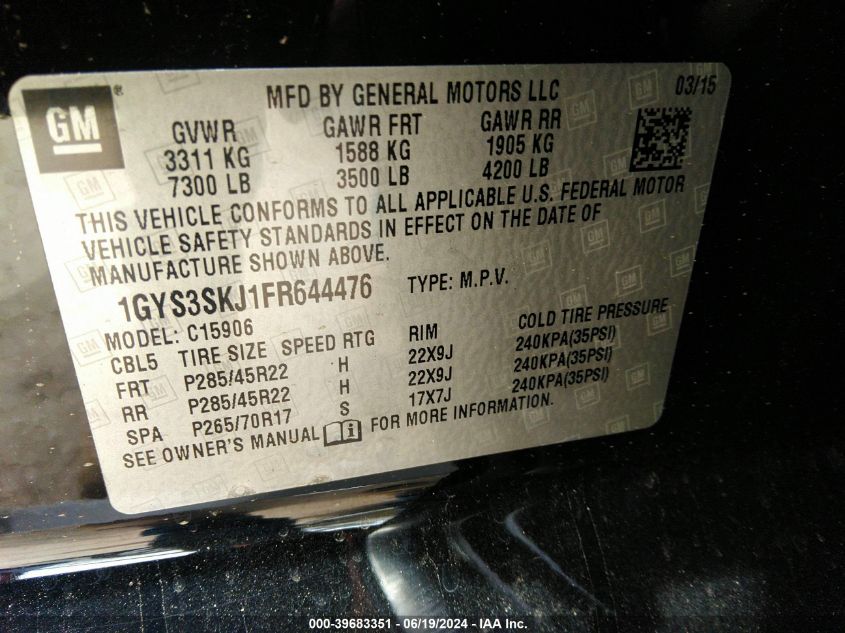 GM®
MFD BY GENERAL MOTORS LLC 03/15
GVWR GAWR FRT GAWR RR
3311 KG 1588 KG 1905 KG
7300 LB 3500 LB 4200 LB
THIS VEHICLE CONFORMS TO ALL APPLICABLE U.S. FEDERAL MOTOR
VEHICLE SAFETY STANDARDS IN EFFECT ON THE DATE OF
MANUFACTURE SHOWN ABOVE.
1GYS3SKJ1FR644476 TYPE: M.P.V.
MODEL: C15906
CBL5 TIRE SIZE SPEED RTG RIM COLD TIRE PRESSURE
FRT P285/45R22 H 22X9J 240KPA(35PSI)
RR P285/45R22 H 22X9J 240KPA(35PSI)
SPA P265/70R17 S 17X7J 240KPA(35PSI)
SEE OWNER'S MANUAL FOR MORE INFORMATION.
000-39683351 - 06/19/2024 - IAA Inc.